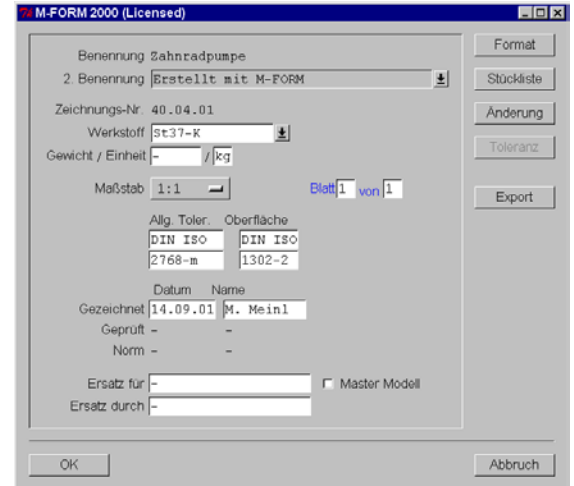 M-FORM 2000 (Licensed)
Benennung Zahnradpumpe
2. Benennung Erstellt mit M-FORM
Zeichnungs-Nr. 40.04.01
Werkstoff St37-K
Gewicht / Einheit - / kg
Maßstab 1:1 Blatt 1 von 1
Allg. Toler. Oberfläche
DIN ISO DIN ISO
2768-m 1302-2
Datum Name
Gezeichnet 14.09.01 M. Meinl
Geprüft - -
Norm - -
Ersatz für - Master Modell
Ersatz durch -
Format
Stückliste
Änderung
Toleranz
Export
OK Abbruch